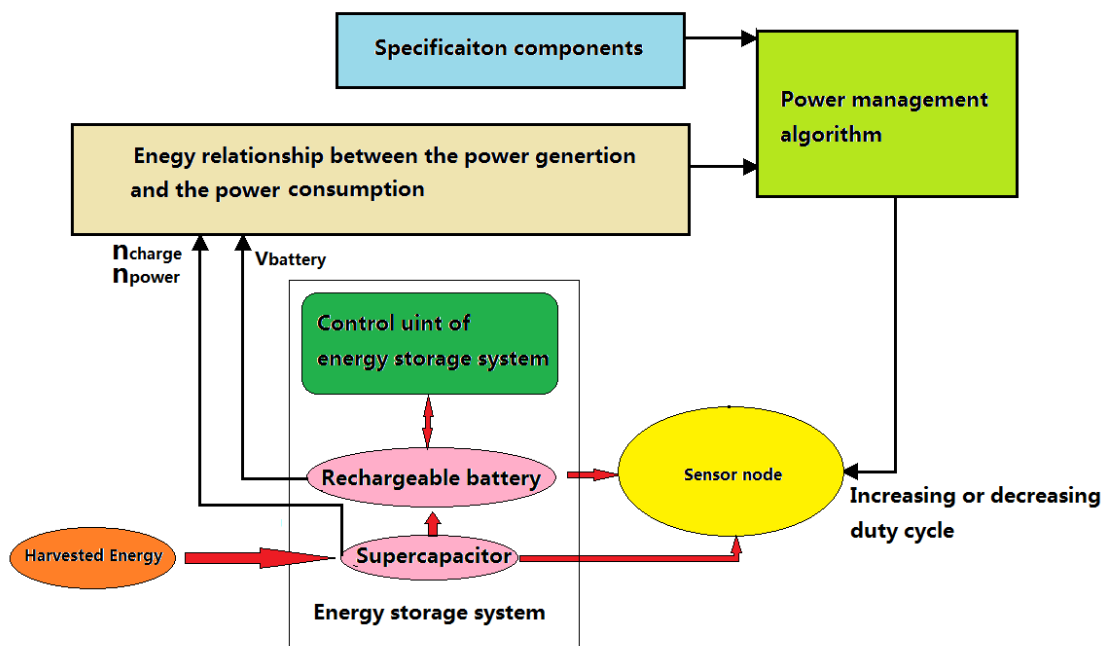 Specificaiton components
Power management
algorithm
Enegy relationship between the power genertion
and the power consumption
ncharge
npower
Vbattery
Control uint of
energy storage system
Rechargeable battery
Sensor node
Increasing or decreasing
duty cycle
Harvested Energy
Supercapacitor
Energy storage system